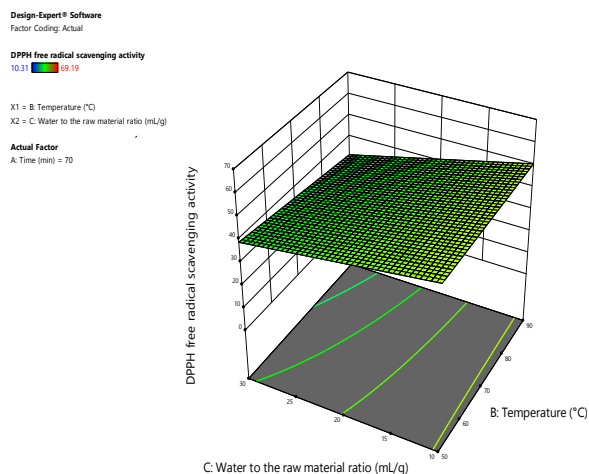 Design-Expert® Software
Factor Coding: Actual
DPPH free radical scavenging activity
10.31 69.19
X1 = B: Temperature (°C)
X2 = C: Water to the raw material ratio (mL/g)
Actual Factor
A: Time (min) = 70
DPPH free radical scavenging activity
70
60
50
40
30
20
10
0
30
25
20
15
10
50
60
70
80
90
B: Temperature (°C)
C: Water to the raw material ratio (mL/g)